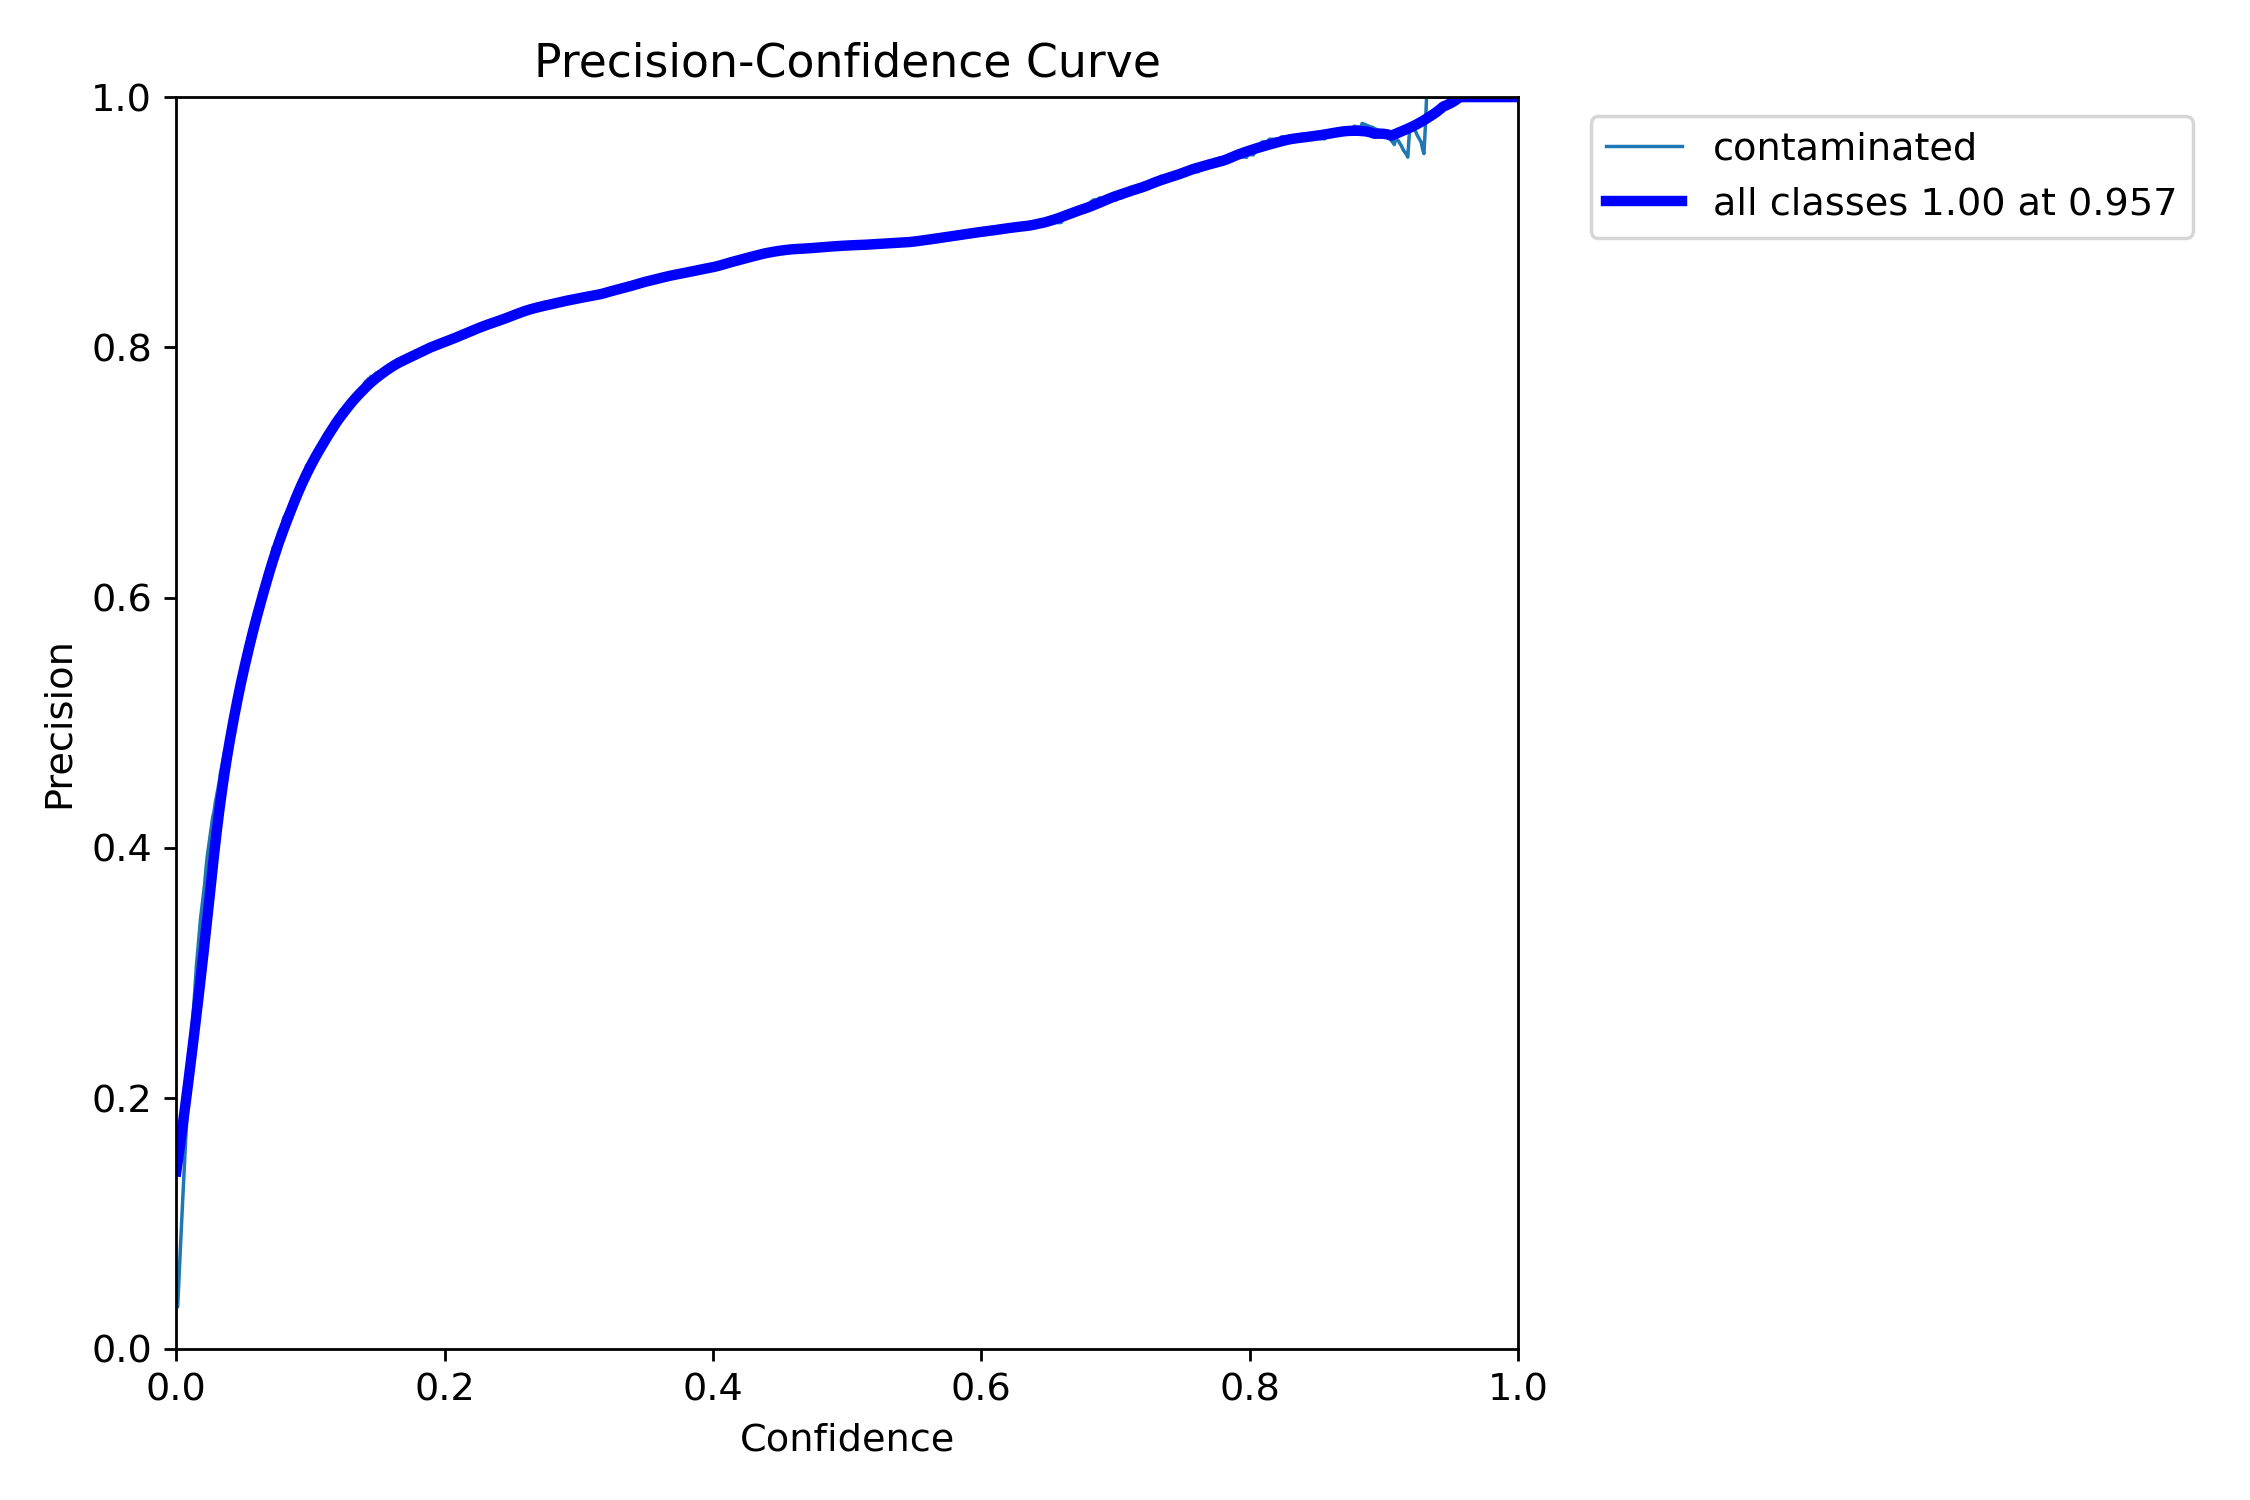 Precision-Confidence Curve
1.0
0.8
0.6
0.4
0.2
0.0
Precision
0.0 0.2 0.4 0.6 0.8 1.0
Confidence
contaminated
all classes 1.00 at 0.957